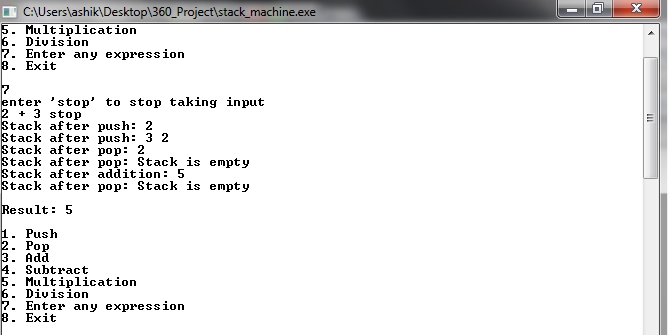 C:\Users\ashik\Desktop\360_Project\stack_machine.exe
5. Multiplication
6. Division
7. Enter any expression
8. Exit
7
enter 'stop' to stop taking input
2 + 3 stop
Stack after push: 2
Stack after push: 3 2
Stack after pop: 2
Stack after pop: Stack is empty
Stack after addition: 5
Stack after pop: Stack is empty
Result: 5
1. Push
2. Pop
3. Add
4. Subtract
5. Multiplication
6. Division
7. Enter any expression
8. Exit